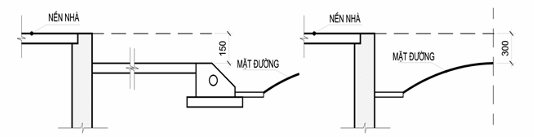 NỀN NHÀ
150
MẶT ĐƯỜNG
NỀN NHÀ
MẶT ĐƯỜNG
300